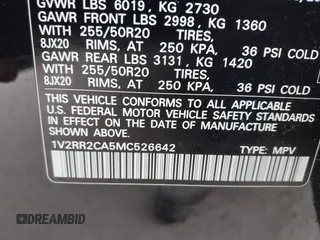 GVWR LBS 6019, KG 2730
GAWR FRONT LBS 2998, KG 1360
WITH 255/50R20 TIRES,
8JX20 RIMS, AT 250 KPA, 36 PSI COLD
GAWR REAR LBS 3131, KG 1420
WITH 255/50R20 TIRES,
8JX20 RIMS, AT 250 KPA, 36 PSI COLD
THIS VEHICLE CONFORMS TO ALL APPLICABLE
U.S. FEDERAL MOTOR VEHICLE
SAFETY STANDARDS IN EFFECT ON THE DATE OF
MANUFACTURE SHOWN ABOVE.
1V2RR2CA5MC526642 TYPE: MPV
DREAMBID